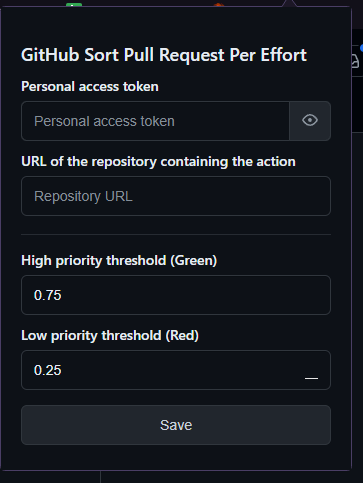 GitHub Sort Pull Request Per Effort
Personal access token
Personal access token
URL of the repository containing the action
Repository URL
High priority threshold (Green)
0.75
Low priority threshold (Red)
0.25
Save